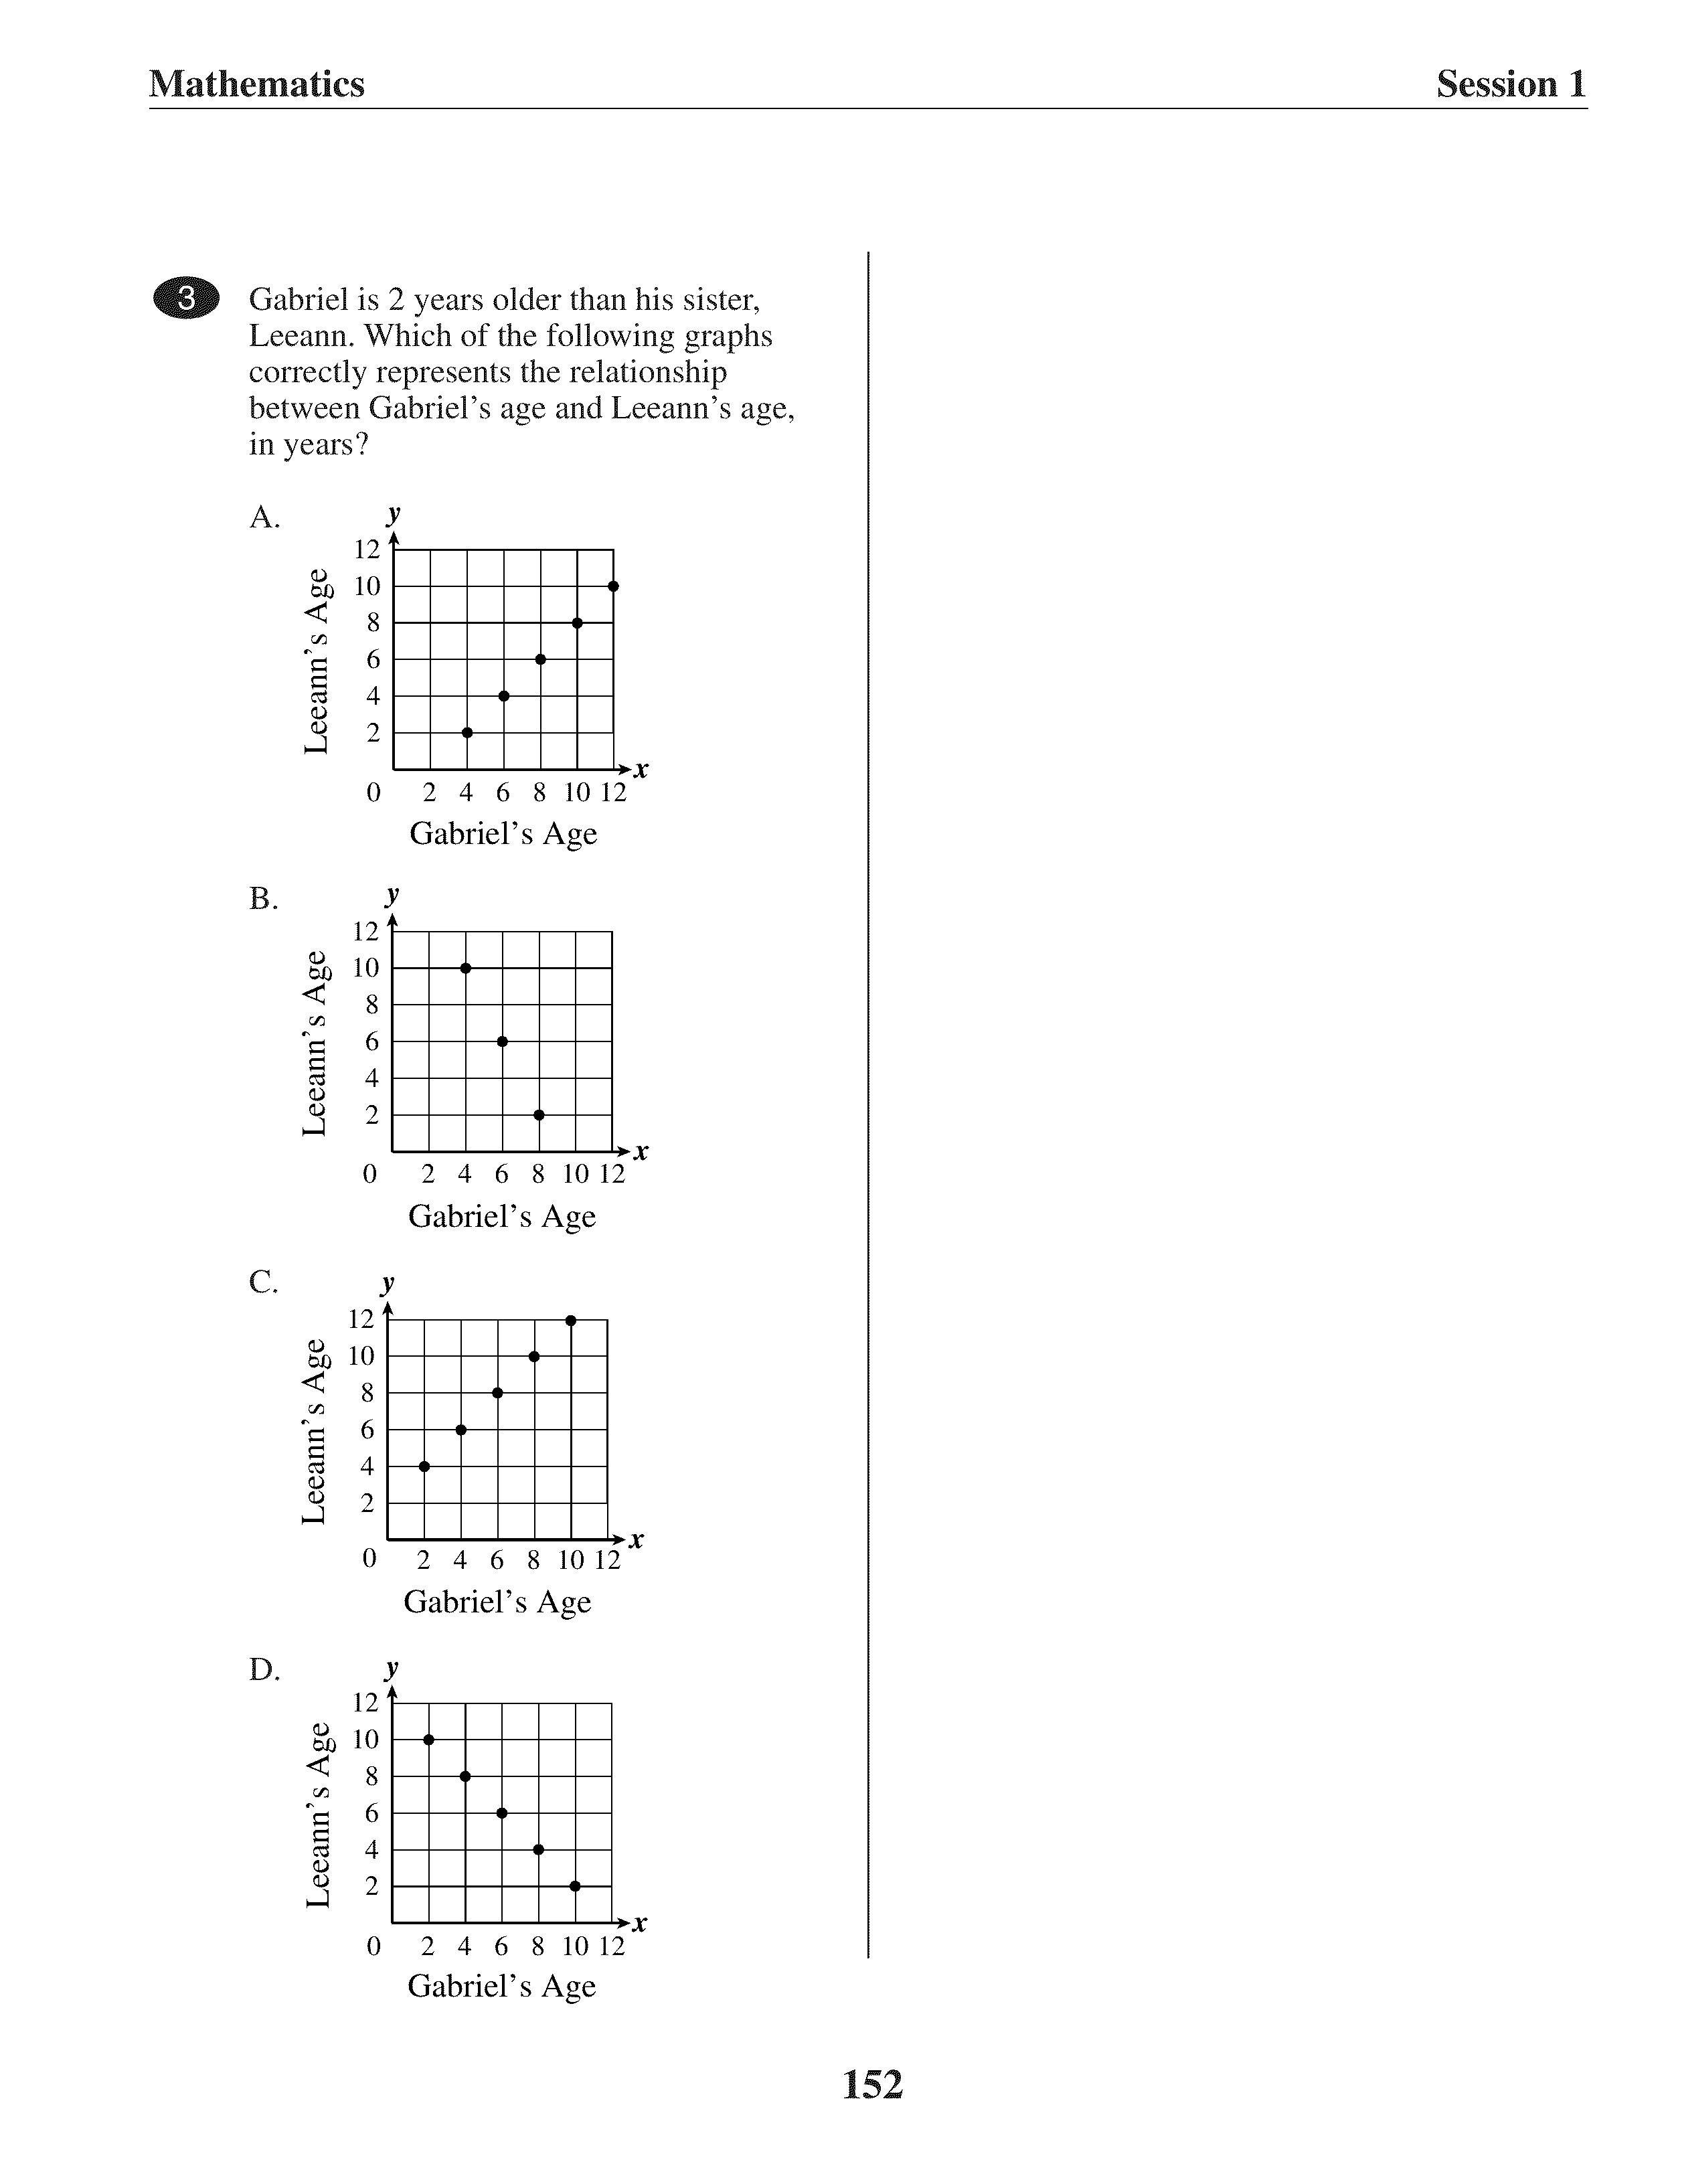 Mathematics Session 1
3 Gabriel is 2 years older than his sister,
Leeann. Which of the following graphs
correctly represents the relationship
between Gabriel’s age and Leeann’s age,
in years?
A.
y
Leeann’s Age
12
10
8
6
4
2
x
0 2 4 6 8 10 12
Gabriel’s Age
B.
y
Leeann’s Age
12
10
8
6
4
2
x
0 2 4 6 8 10 12
Gabriel’s Age
C.
y
Leeann’s Age
12
10
8
6
4
2
x
0 2 4 6 8 10 12
Gabriel’s Age
D.
y
Leeann’s Age
12
10
8
6
4
2
x
0 2 4 6 8 10 12
Gabriel’s Age
152